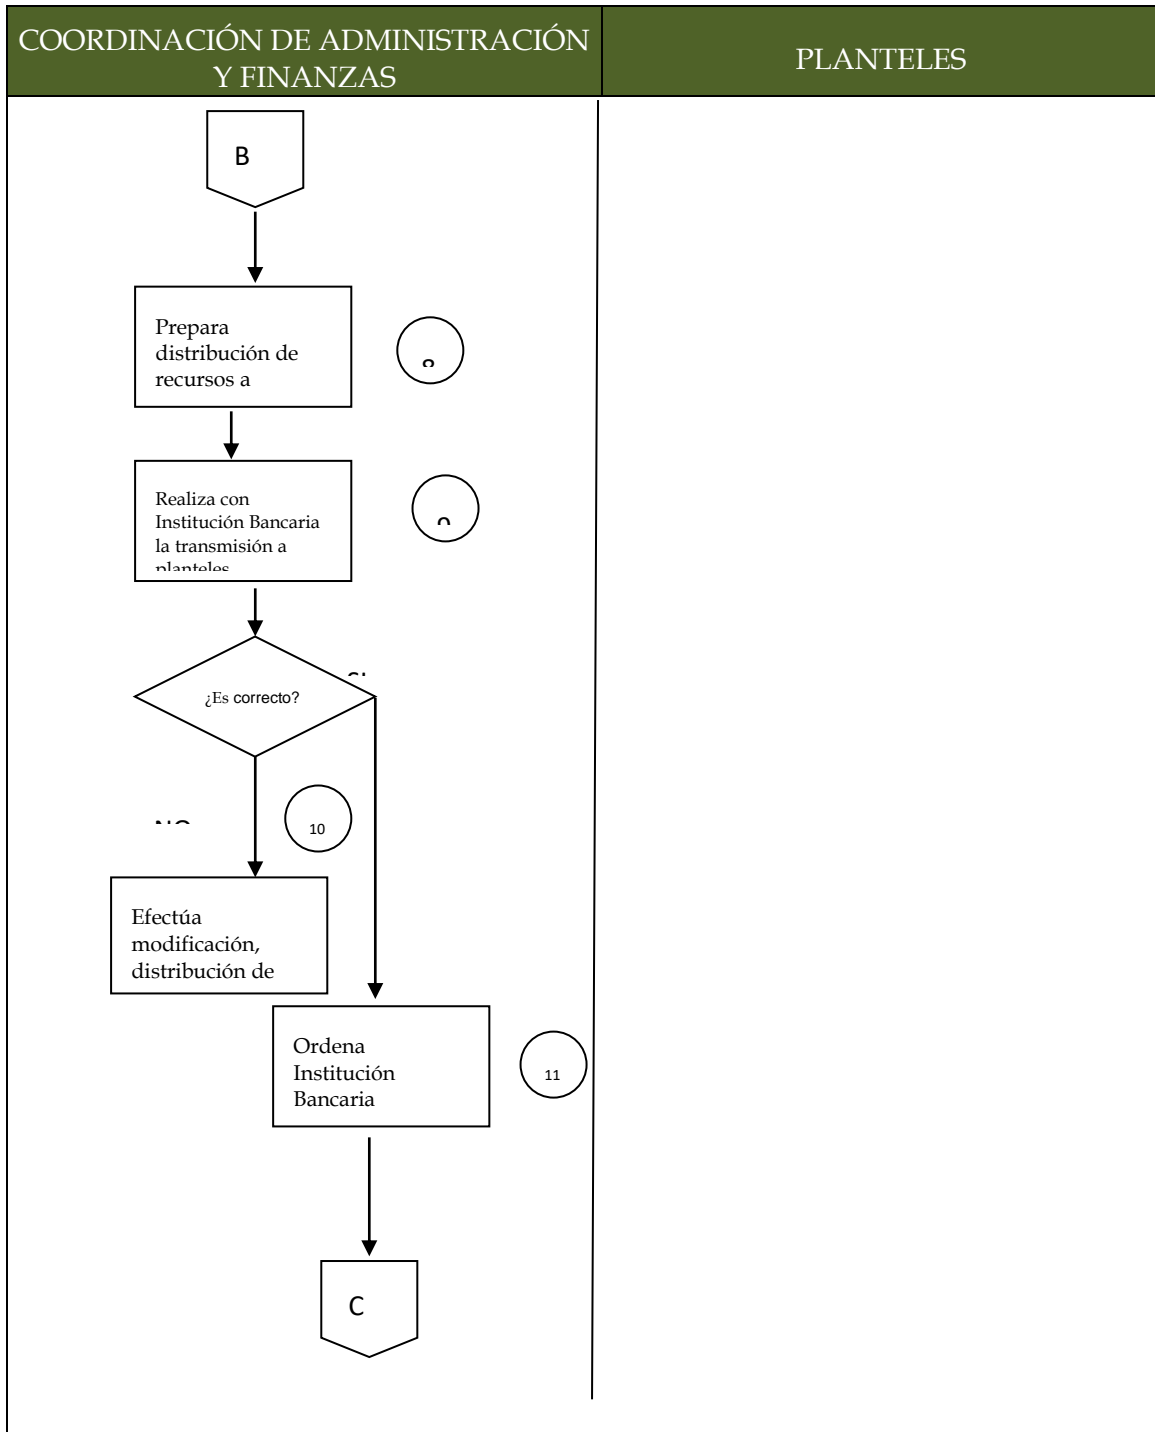 COORDINACIÓN DE ADMINISTRACIÓN
Y FINANZAS
PLANTELES
B
Prepara
distribución de
recursos a
Realiza con
Institución Bancaria
la transmisión a
planteles
¿Es correcto?
10
Efectúa
modificación,
distribución de
Ordena
Institución
Bancaria
11
C